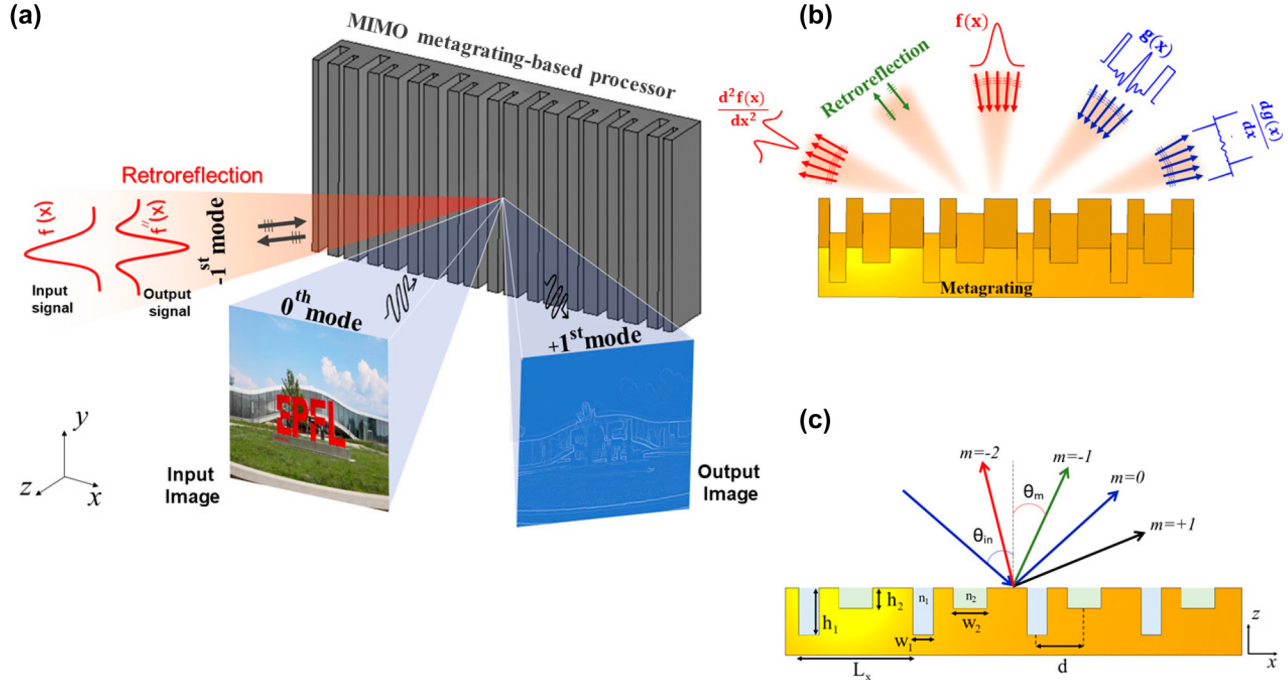 (a)
MIMO metagrating-based processor
Retroreflection
f(x)
f''(x)
-1st mode
Input
signal
Output
signal
0th mode
+1st mode
EPFL
Input
Image
Output
Image
y
z
x
(b)
f(x)
g(x)
Retroreflection
d²f(x)
dx²
dg(x)
dx
Metagrating
(c)
m=-2
m=-1
m=0
m=+1
θm
θin
h1
h2
n1
n2
W1
W2
Lx
d
z
x